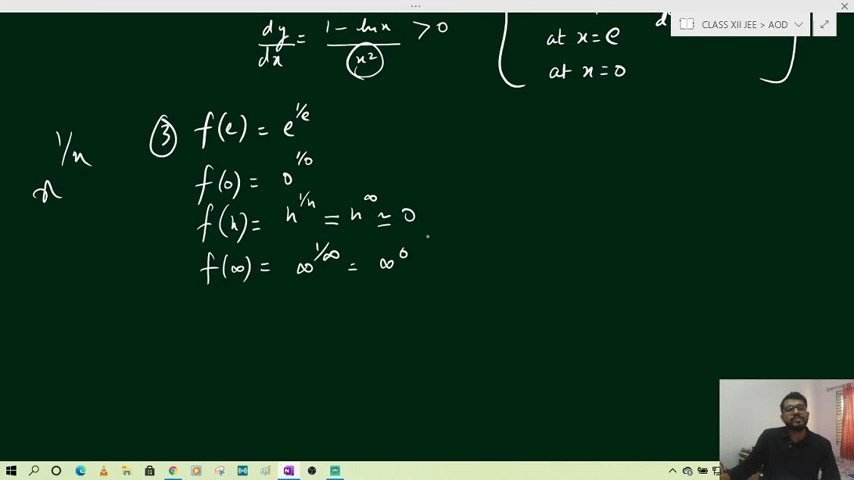 CLASS XII JEE > AOD
dy/dx = (1 - ln x)/x² > 0
at x = e
at x = 0
x^(1/x)
③ f(e) = e^(1/e)
f(0) = 0^(1/0)
f(h) = h^(1/h) = h^∞ ≃ 0
f(∞) = ∞^(1/∞) = ∞^0